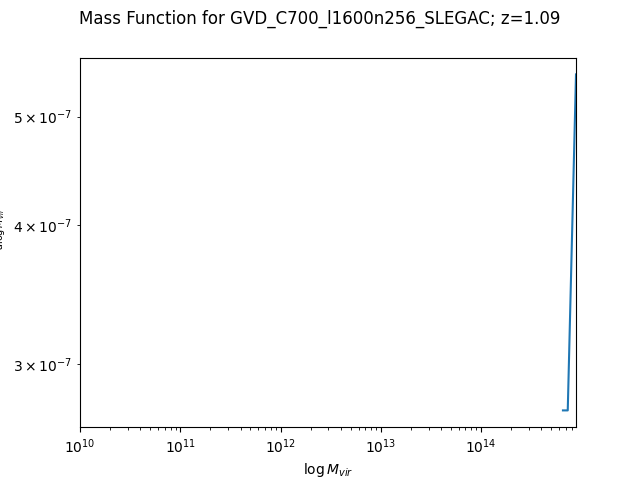 Mass Function for GVD_C700_l1600n256_SLEGAC; z=1.09
5 × 10⁻⁷
4 × 10⁻⁷
3 × 10⁻⁷
10¹⁰ 10¹¹ 10¹² 10¹³ 10¹⁴
log M_vir